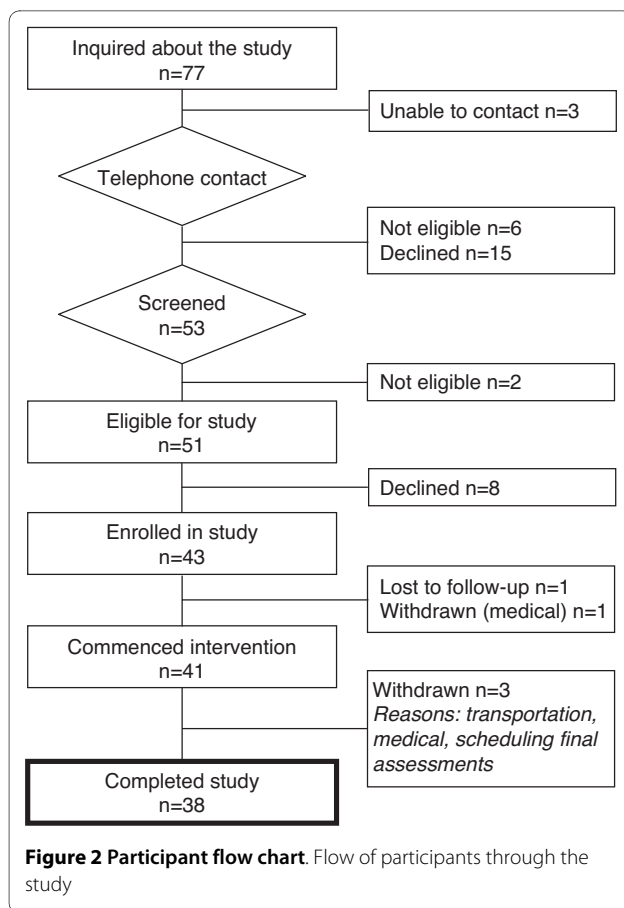 Inquired about the study
n=77
Unable to contact n=3
Telephone contact
Not eligible n=6
Declined n=15
Screened
n=53
Not eligible n=2
Eligible for study
n=51
Declined n=8
Enrolled in study
n=43
Lost to follow-up n=1
Withdrawn (medical) n=1
Commenced intervention
n=41
Withdrawn n=3
Reasons: transportation,
medical, scheduling final
assessments
Completed study
n=38
Figure 2 Participant flow chart. Flow of participants through the
study